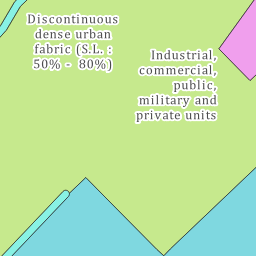 Discontinuous
dense urban
fabric (S.L. :
50% - 80%)
Industrial,
commercial,
public,
military and
private units